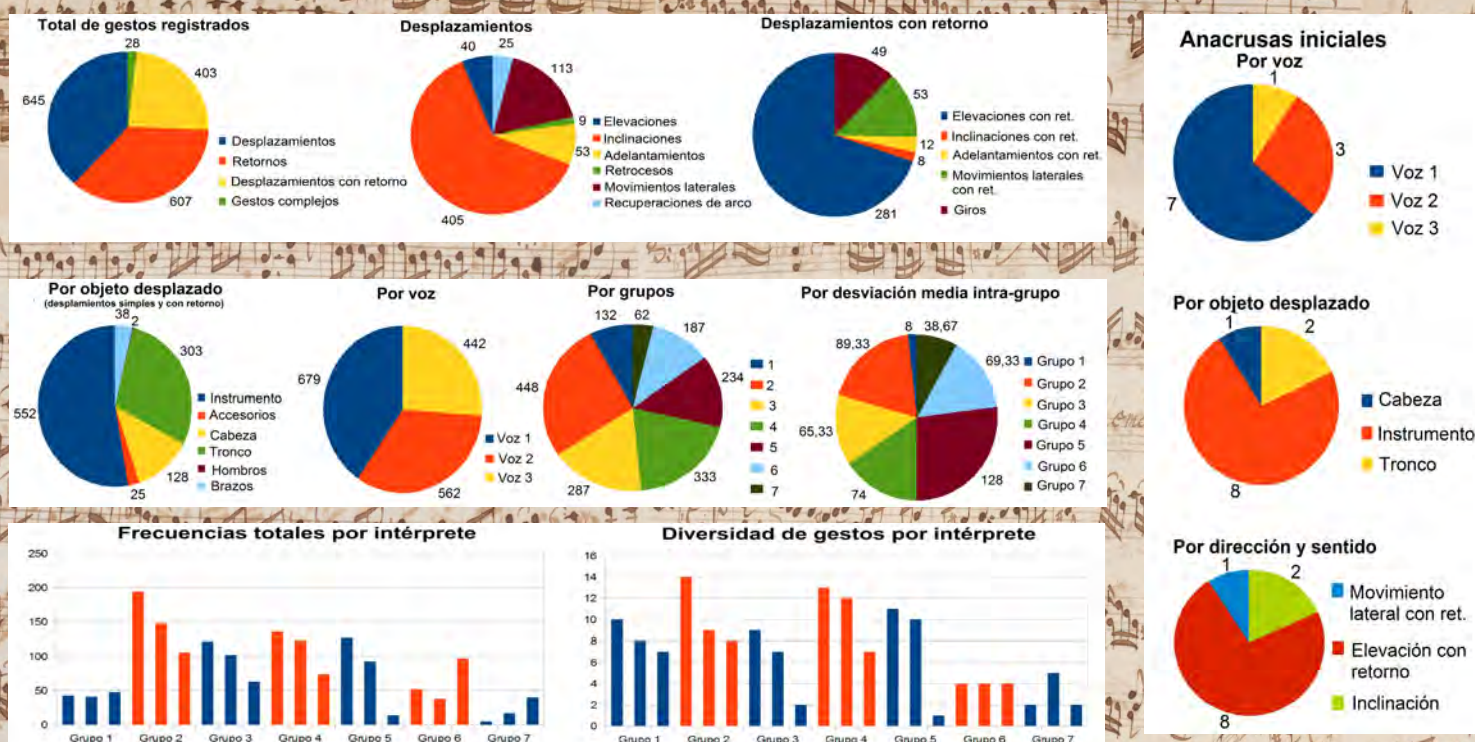 Total de gestos registrados
28
403
645
607
Desplazamientos
Retornos
Desplazamientos con retorno
Gestos complejos
Desplazamientos
40
25
113
9
53
405
Elevaciones
Inclinaciones
Adelantamientos
Retrocesos
Movimientos laterales
Recuperaciones de arco
Desplazamientos con retorno
49
53
12
8
281
Elevaciones con ret.
Inclinaciones con ret.
Adelantamientos con ret.
Movimientos laterales
con ret.
Giros
Anacrusas iniciales
Por voz
1
3
7
Voz 1
Voz 2
Voz 3
Por objeto desplazado
(desplamientos simples y con retorno)
38
2
303
552
128
25
Instrumento
Accesorios
Cabeza
Tronco
Hombros
Brazos
Por voz
442
679
562
Voz 1
Voz 2
Voz 3
Por grupos
132
62
187
234
448
333
287
1
2
3
4
5
6
7
Por desviación media intra-grupo
8
38,67
89,33
69,33
65,33
74
128
Grupo 1
Grupo 2
Grupo 3
Grupo 4
Grupo 5
Grupo 6
Grupo 7
Por objeto desplazado
1
2
8
Cabeza
Instrumento
Tronco
Frecuencias totales por intérprete
250
200
150
100
50
0
Grupo 1 Grupo 2 Grupo 3 Grupo 4 Grupo 5 Grupo 6 Grupo 7
Diversidad de gestos por intérprete
16
14
12
10
8
6
4
2
0
Grupo 1 Grupo 2 Grupo 3 Grupo 4 Grupo 5 Grupo 6 Grupo 7
Por dirección y sentido
1
2
8
Movimiento
lateral con ret.
Elevación con
retorno
Inclinación